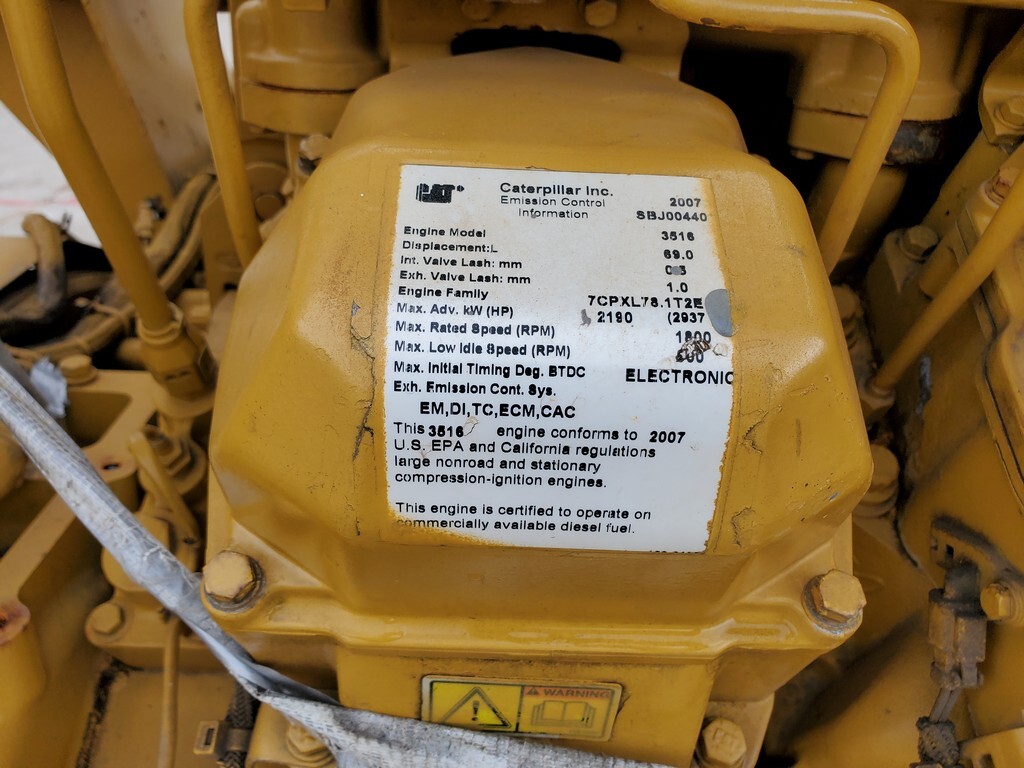 CAT®
Caterpillar Inc.
Emission Control 2007
Information SBJ00440
Engine Model 3516
Displacement:L 69.0
Int. Valve Lash: mm
Exh. Valve Lash: mm 1.0
Engine Family 7CPXL78.1T2E
Max. Adv. kW (HP) 2190 (2937
Max. Rated Speed (RPM) 1800
Max. Low Idle Speed (RPM)
Max. Initial Timing Deg. BTDC ELECTRONIC
Exh. Emission Cont. Sys.
EM,DI,TC,ECM,CAC
This 3516 engine conforms to 2007
U.S. EPA and California regulations
large nonroad and stationary
compression-ignition engines.
This engine is certified to operate on
commercially available diesel fuel.
WARNING